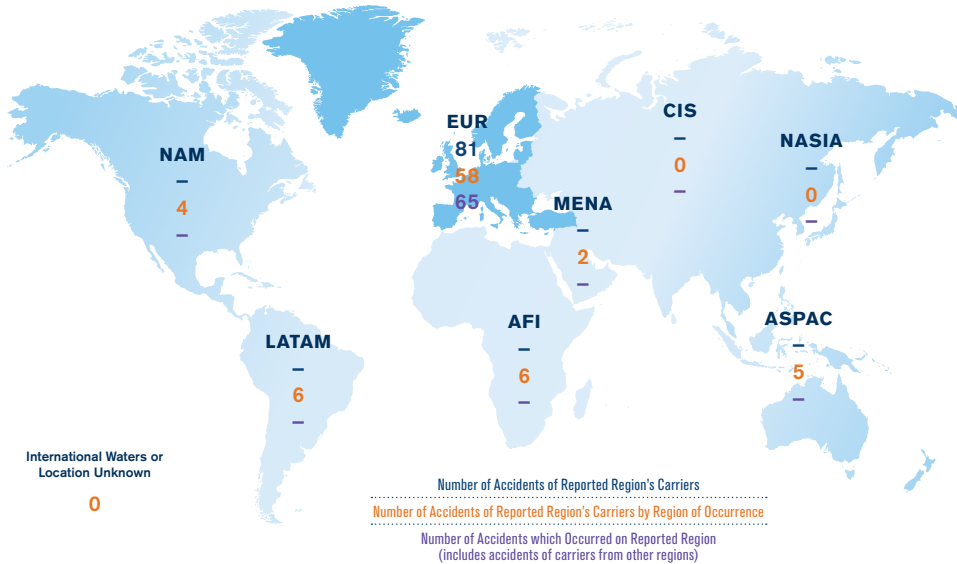 NAM
–
4
–
EUR
81
58
65
CIS
–
0
–
NASIA
–
0
–
MENA
–
2
–
AFI
–
6
–
ASPAC
–
5
–
LATAM
–
6
–
International Waters or
Location Unknown
0
Number of Accidents of Reported Region's Carriers
Number of Accidents of Reported Region's Carriers by Region of Occurrence
Number of Accidents which Occurred on Reported Region
(includes accidents of carriers from other regions)